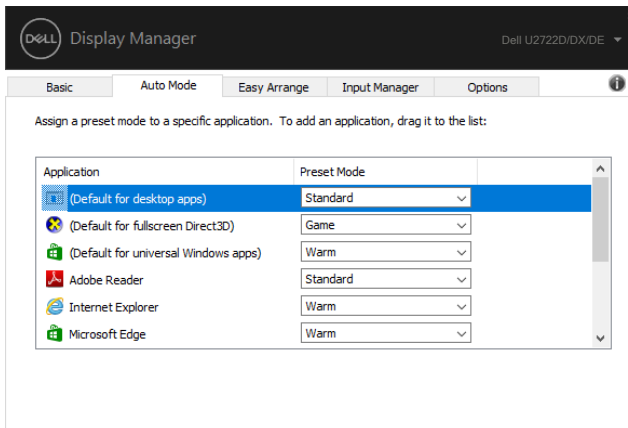 DELL Display Manager Dell U2722D/DX/DE
Basic Auto Mode Easy Arrange Input Manager Options
Assign a preset mode to a specific application. To add an application, drag it to the list:
Application Preset Mode
(Default for desktop apps) Standard
(Default for fullscreen Direct3D) Game
(Default for universal Windows apps) Warm
Adobe Reader Standard
Internet Explorer Warm
Microsoft Edge Warm